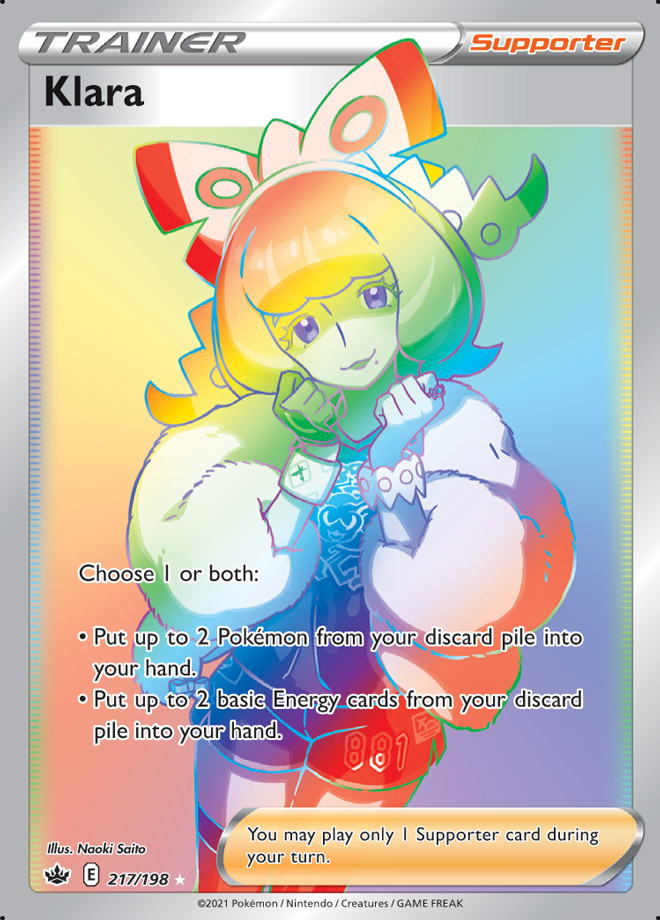 TRAINER
Supporter
Klara
Choose 1 or both:
• Put up to 2 Pokémon from your discard pile into
your hand.
• Put up to 2 basic Energy cards from your discard
pile into your hand.
881
You may play only 1 Supporter card during
your turn.
Illus. Naoki Saito
E 217/198
©2021 Pokémon / Nintendo / Creatures / GAME FREAK